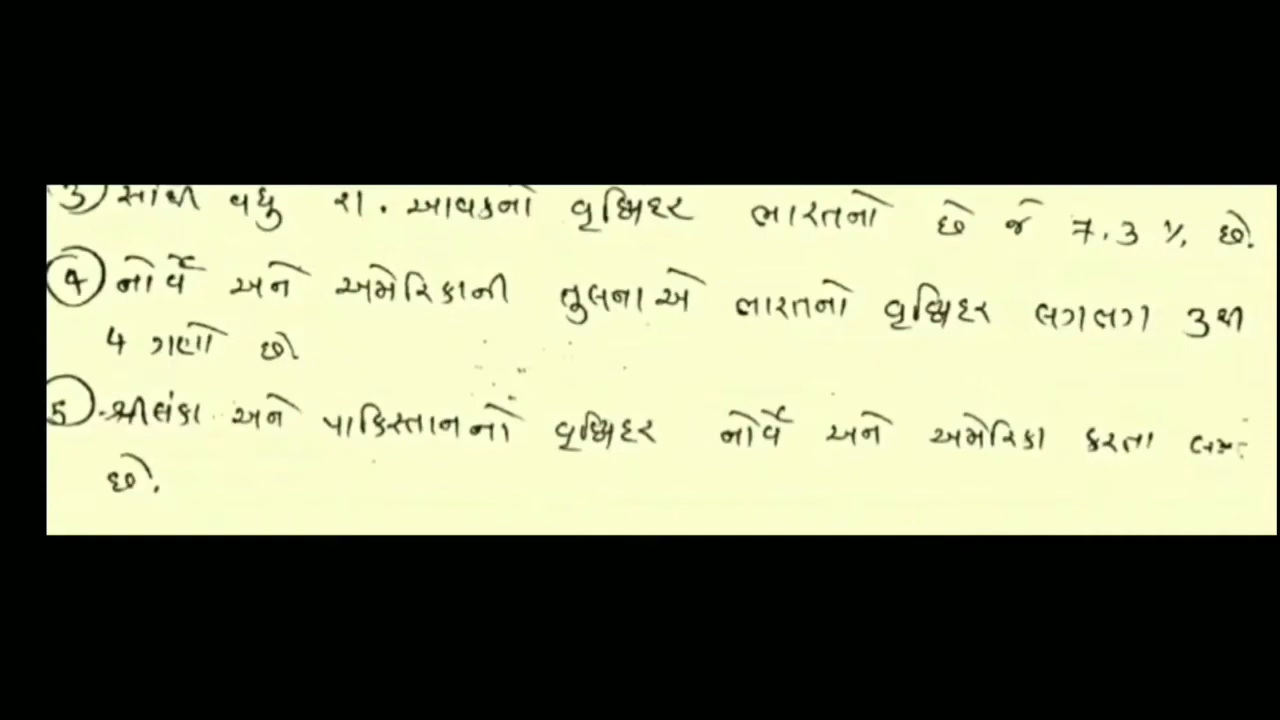 3) સૌથી વધુ રા. આવકનો વૃદ્ધિદર ભારતનો છે જે 7.3 % છે.
4 નોર્વે અને અમેરિકાની તુલનાએ ભારતનો વૃદ્ધિદર લગભગ 3થી
4 ગણો છે
5 શ્રીલંકા અને પાકિસ્તાનનો વૃદ્ધિદર નોર્વે અને અમેરિકા કરતા
છે.